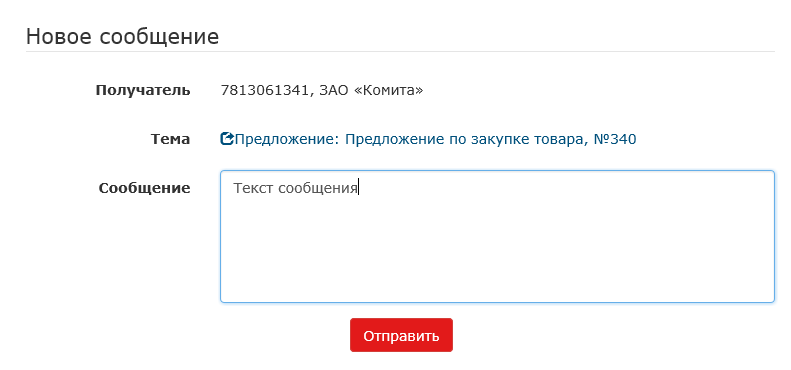 Новое сообщение
Получатель 7813061341, ЗАО «Комита»
Тема Предложение: Предложение по закупке товара, №340
Сообщение Текст сообщения
Отправить